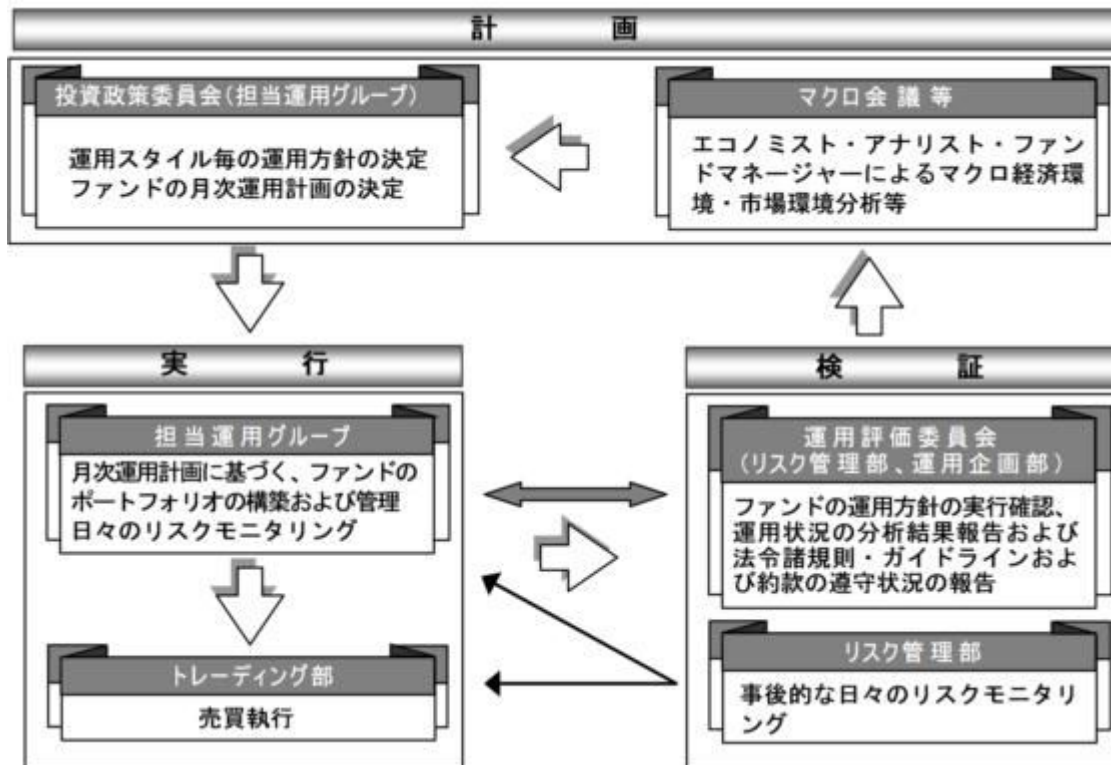 計画
投資政策委員会(担当運用グループ)
運用スタイル毎の運用方針の決定
ファンドの月次運用計画の決定
マクロ会議等
エコノミスト・アナリスト・ファン
ドマネージャーによるマクロ経済環
境・市場環境分析等
実行
担当運用グループ
月次運用計画に基づく、ファンドの
ポートフォリオの構築および管理
日々のリスクモニタリング
トレーディング部
売買執行
検証
運用評価委員会
(リスク管理部、運用企画部)
ファンドの運用方針の実行確認、
運用状況の分析結果報告および
法令諸規則・ガイドラインおよ
び約款の遵守状況の報告
リスク管理部
事後的な日々のリスクモニタリ
ング